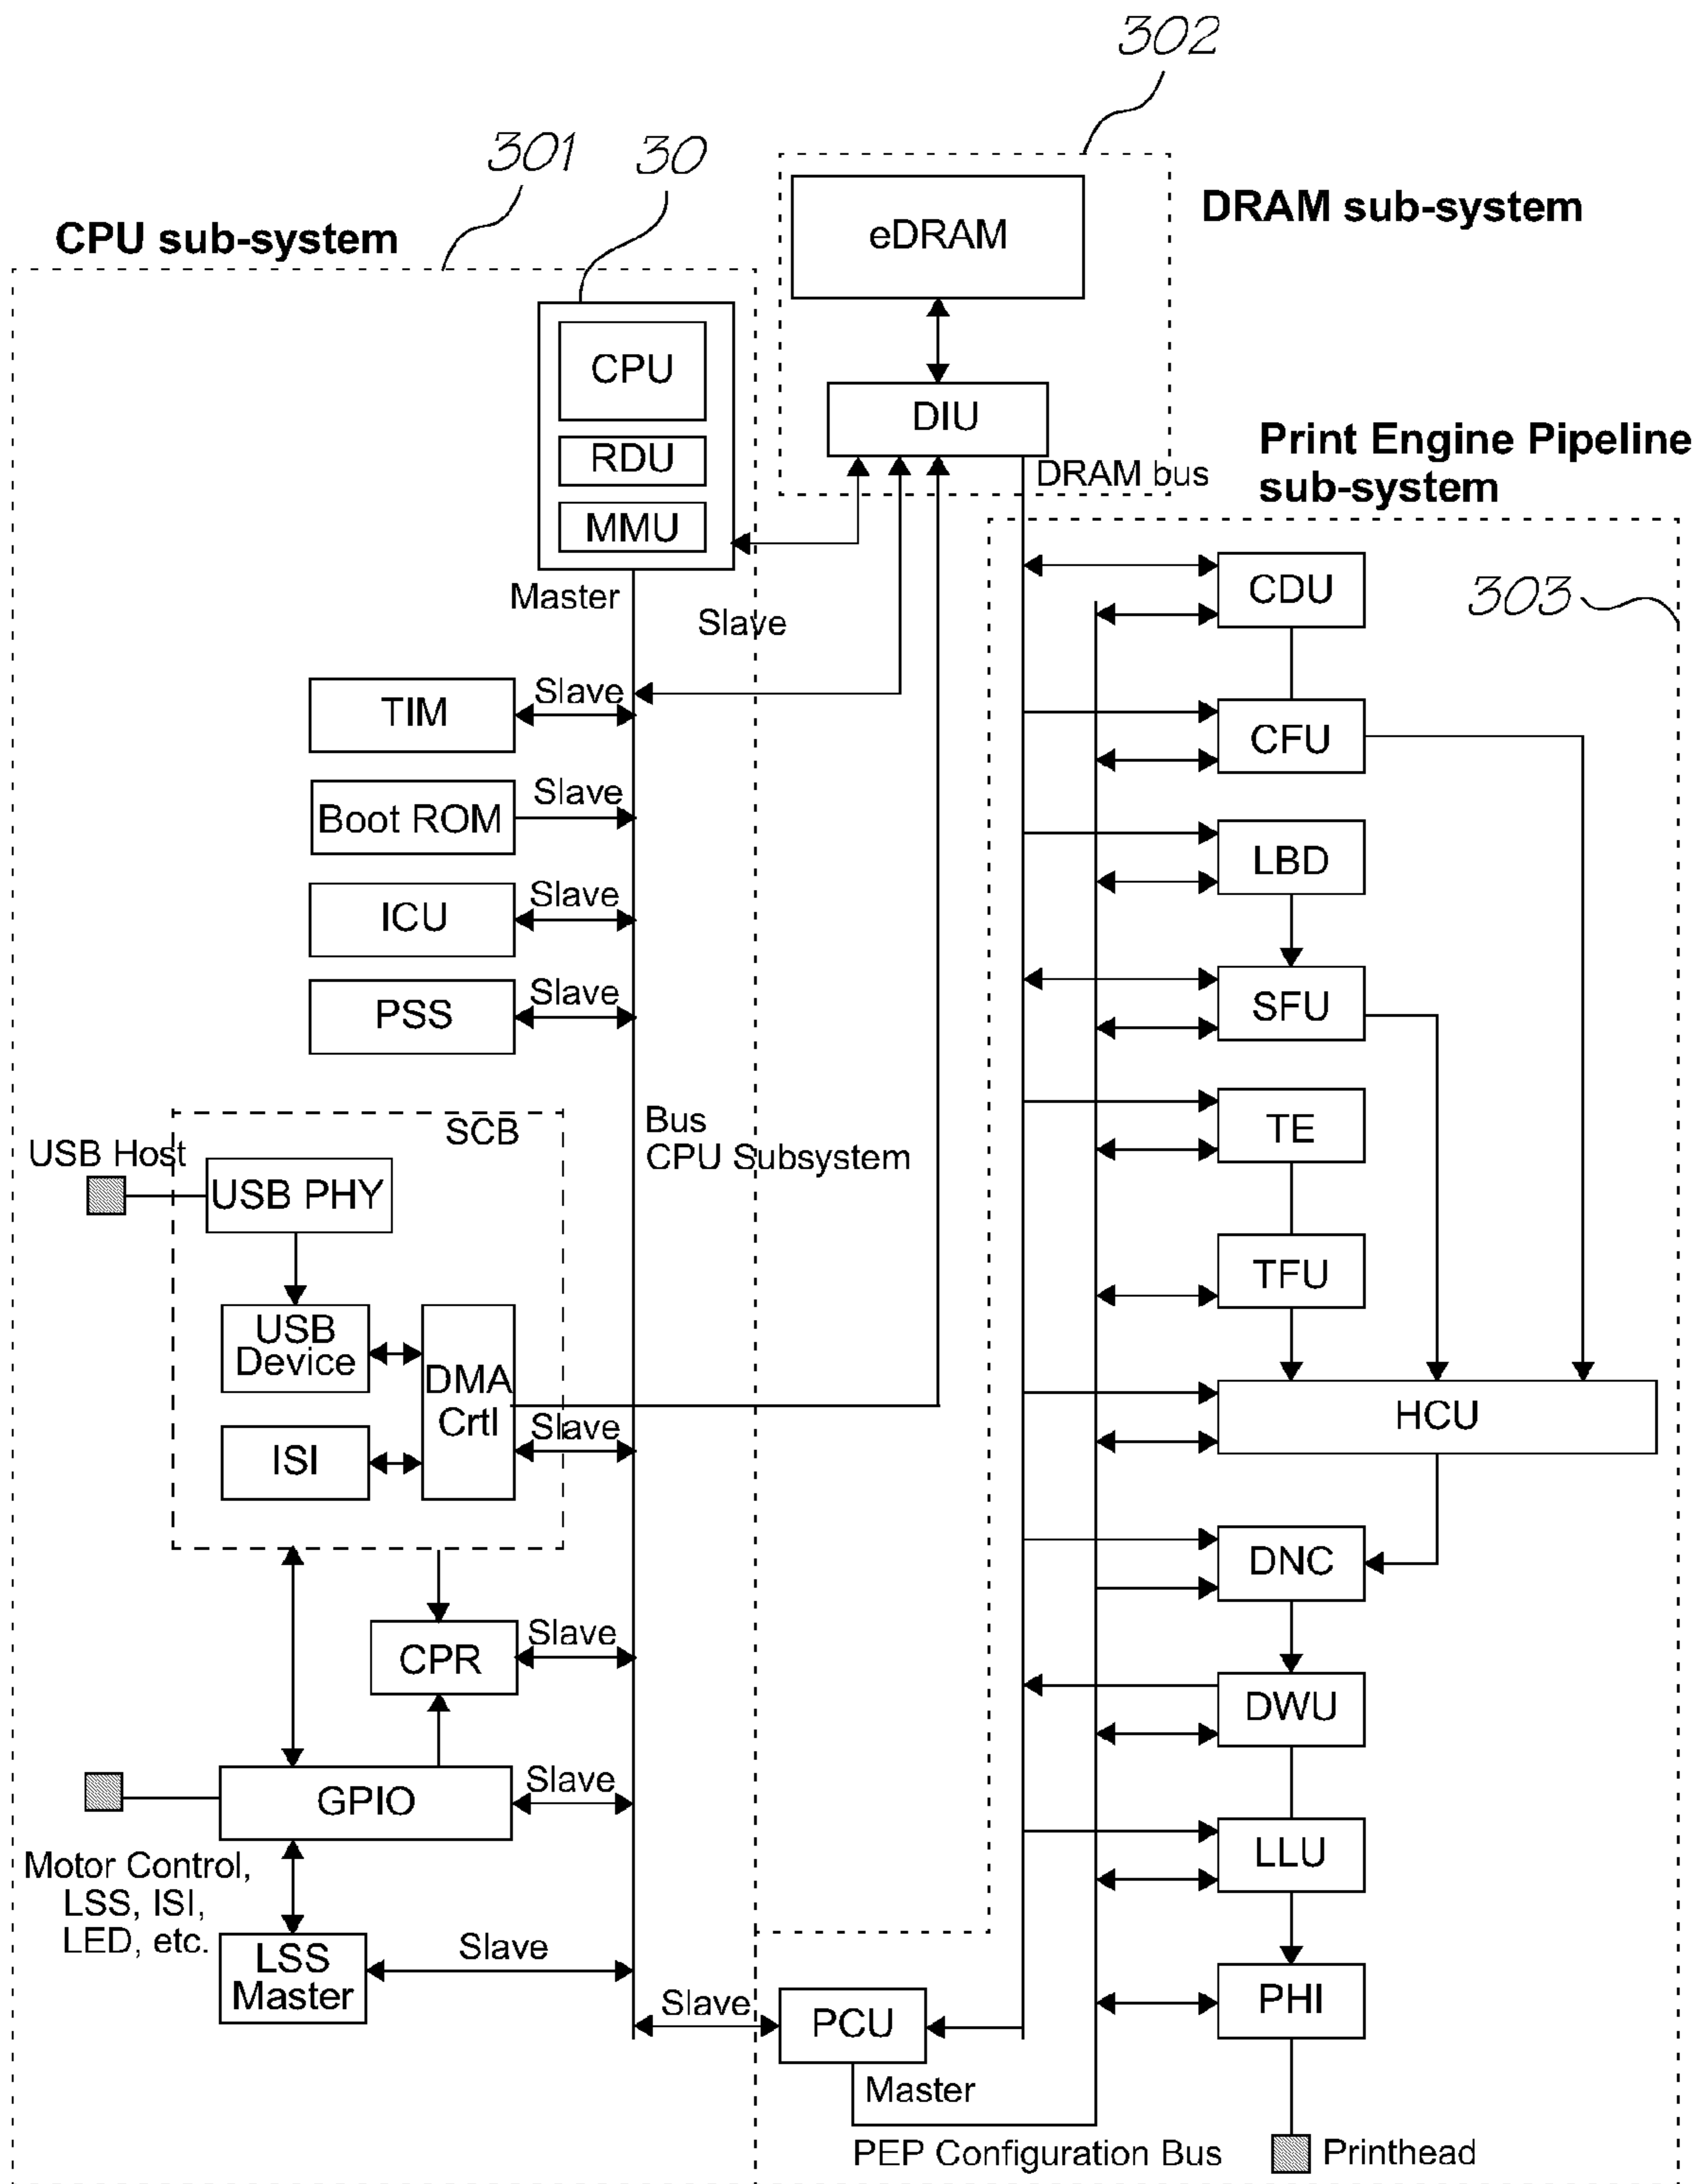 302
301
30
DRAM sub-system
CPU sub-system
eDRAM
CPU
DIU
RDU
DRAM bus
MMU
Print Engine Pipeline
sub-system
Master
Slave
CDU
303
TIM
Slave
CFU
Boot ROM
Slave
LBD
ICU
Slave
PSS
Slave
SFU
SCB
Bus
CPU Subsystem
TE
USB Host
USB PHY
TFU
USB
Device
DMA
Crtl
Slave
HCU
ISI
DNC
CPR
Slave
DWU
GPIO
Slave
Motor Control,
LSS, ISI,
LED, etc.
LLU
LSS
Master
Slave
Slave
PCU
PHI
Master
PEP Configuration Bus
Printhead